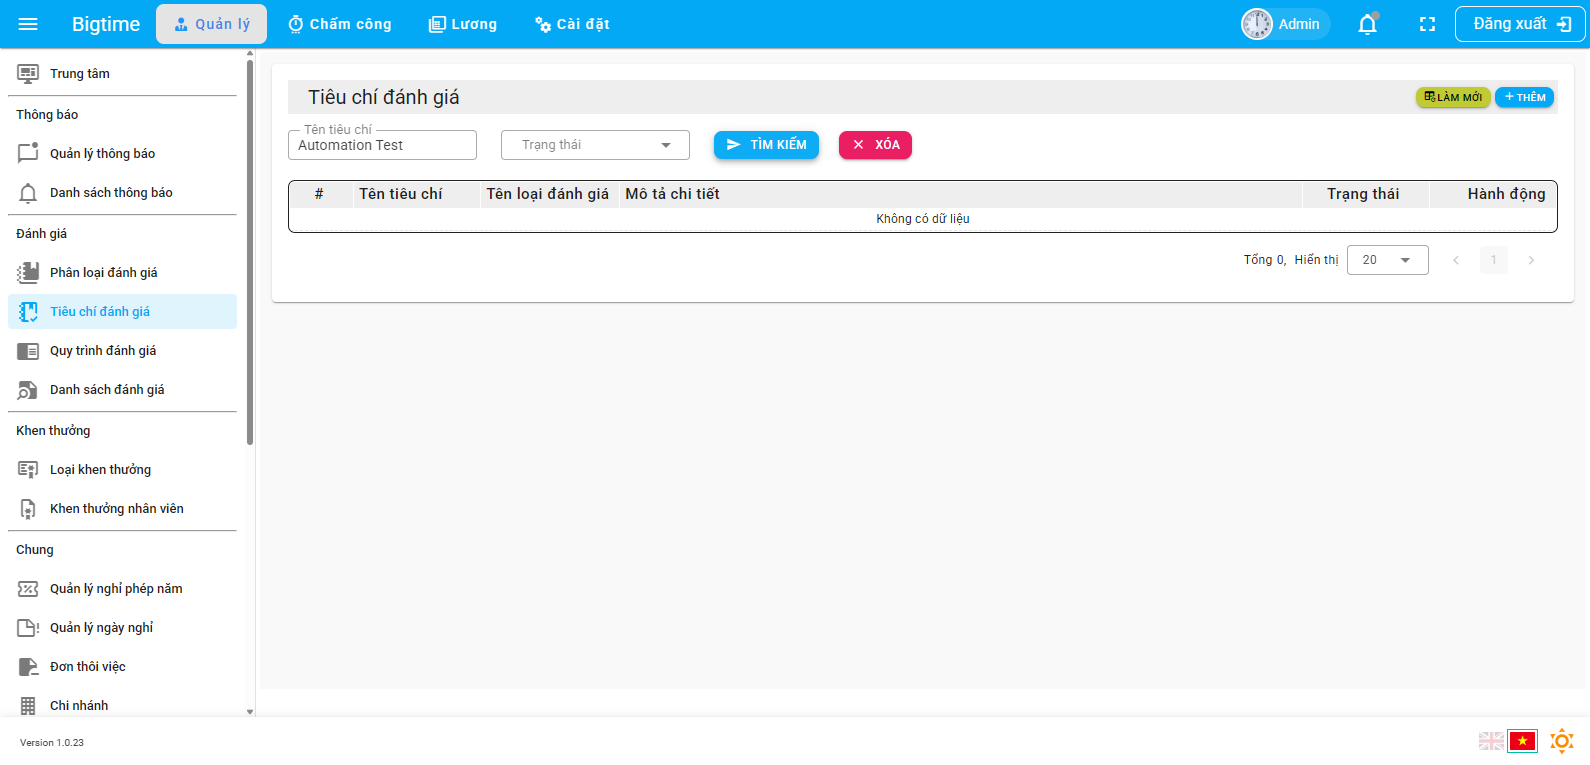 Bigtime
Quản lý
Chấm công
Lương
Cài đặt
Admin
Đăng xuất
Trung tâm
Thông báo
Quản lý thông báo
Danh sách thông báo
Đánh giá
Phân loại đánh giá
Tiêu chí đánh giá
Quy trình đánh giá
Danh sách đánh giá
Khen thưởng
Loại khen thưởng
Khen thưởng nhân viên
Chung
Quản lý nghỉ phép năm
Quản lý ngày nghỉ
Đơn thôi việc
Chi nhánh
Tiêu chí đánh giá
LÀM MỚI
THÊM
Tên tiêu chí
Automation Test
Trạng thái
TÌM KIẾM
XÓA
# Tên tiêu chí Tên loại đánh giá Mô tả chi tiết Trạng thái Hành động
Không có dữ liệu
Tổng 0, Hiển thị 20 1
Version 1.0.23